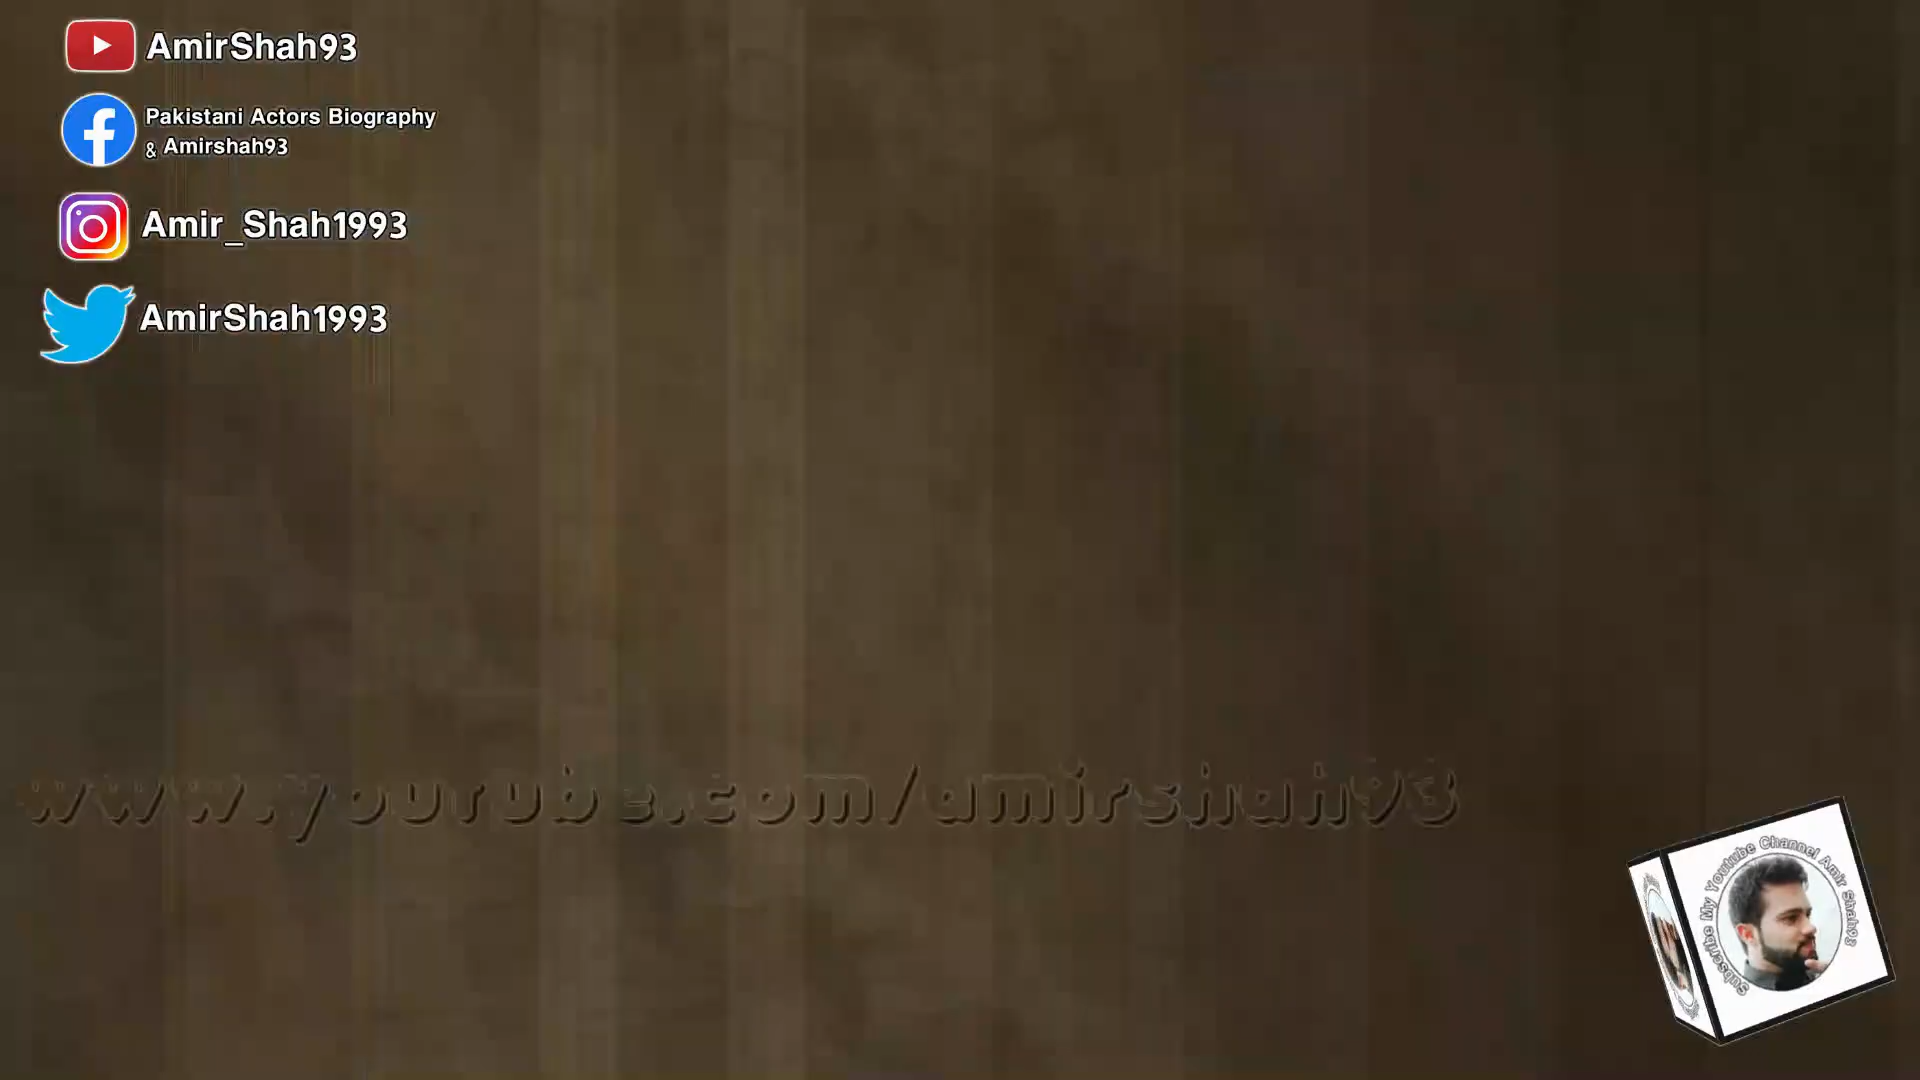 AmirShah93
Pakistani Actors Biography
& Amirshah93
Amir_Shah1993
AmirShah1993
www.youtube.com/amirshah93
Subscribe My Youtube Channel Amir Shah93